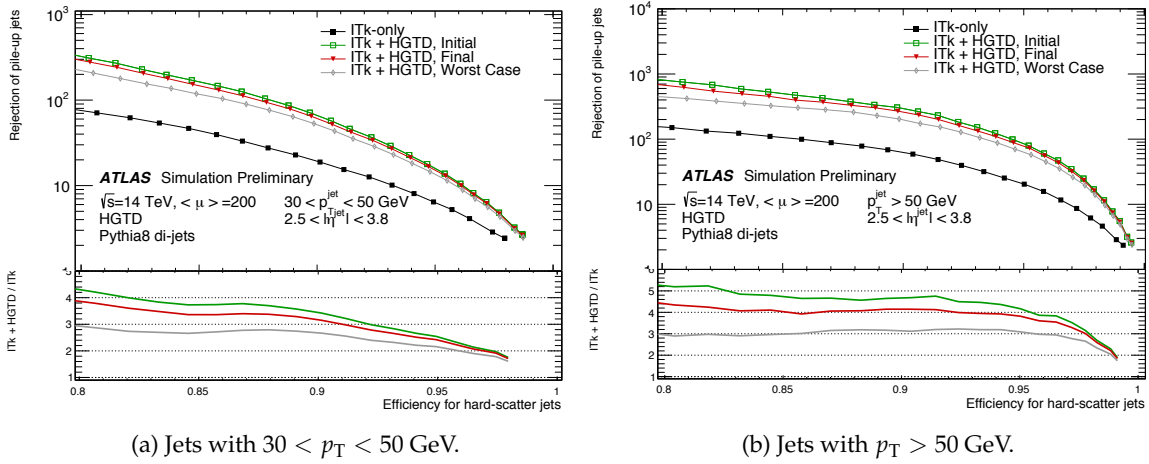 Rejection of pile-up jets
10³
10²
10
ITk-only
ITk + HGTD, Initial
ITk + HGTD, Final
ITk + HGTD, Worst Case
ATLAS Simulation Preliminary
√s=14 TeV, < μ > =200 30 < p_T^jet < 50 GeV
HGTD 2.5 < |η^jet| < 3.8
Pythia8 di-jets
ITk + HGTD / ITk
5
4
3
2
1
0.8 0.85 0.9 0.95 1
Efficiency for hard-scatter jets
(a) Jets with 30 < p_T < 50 GeV.
Rejection of pile-up jets
10⁴
10³
10²
10
ITk-only
ITk + HGTD, Initial
ITk + HGTD, Final
ITk + HGTD, Worst Case
ATLAS Simulation Preliminary
√s=14 TeV, < μ > =200 p_T^jet > 50 GeV
HGTD 2.5 < |η^jet| < 3.8
Pythia8 di-jets
ITk + HGTD / ITk
5
4
3
2
1
0.8 0.85 0.9 0.95 1
Efficiency for hard-scatter jets
(b) Jets with p_T > 50 GeV.